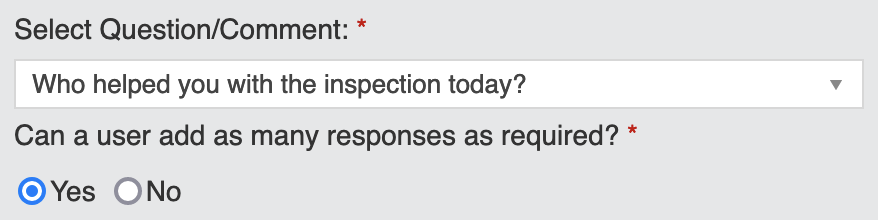 Select Question/Comment: *
Who helped you with the inspection today?
Can a user add as many responses as required? *
Yes No